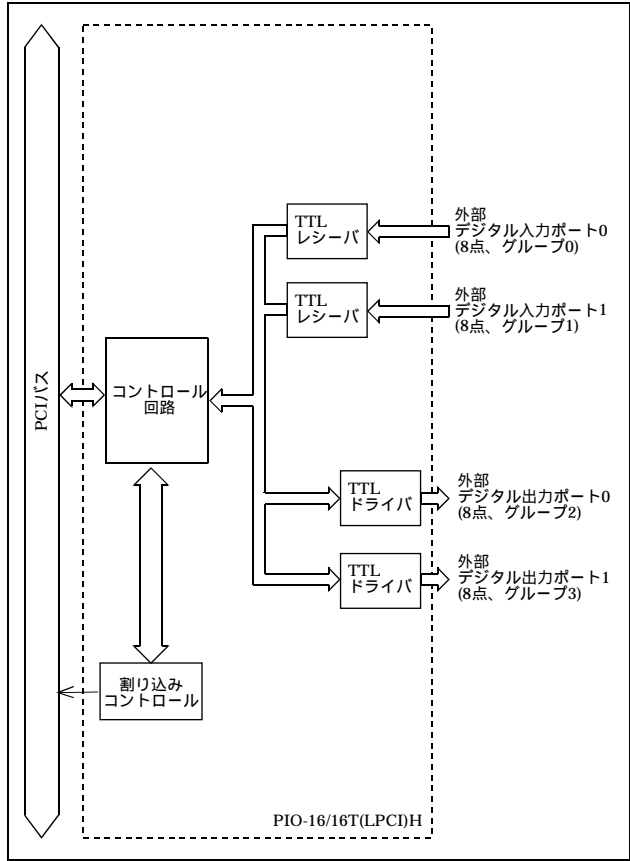 TTL
レシーバ
外部
デジタル入力ポート0
(8点、グループ0)
TTL
レシーバ
外部
デジタル入力ポート1
(8点、グループ1)
PCIバス
コントロール
回路
TTL
ドライバ
外部
デジタル出力ポート0
(8点、グループ2)
TTL
ドライバ
外部
デジタル出力ポート1
(8点、グループ3)
割り込み
コントロール
PIO-16/16T(LPCI)H